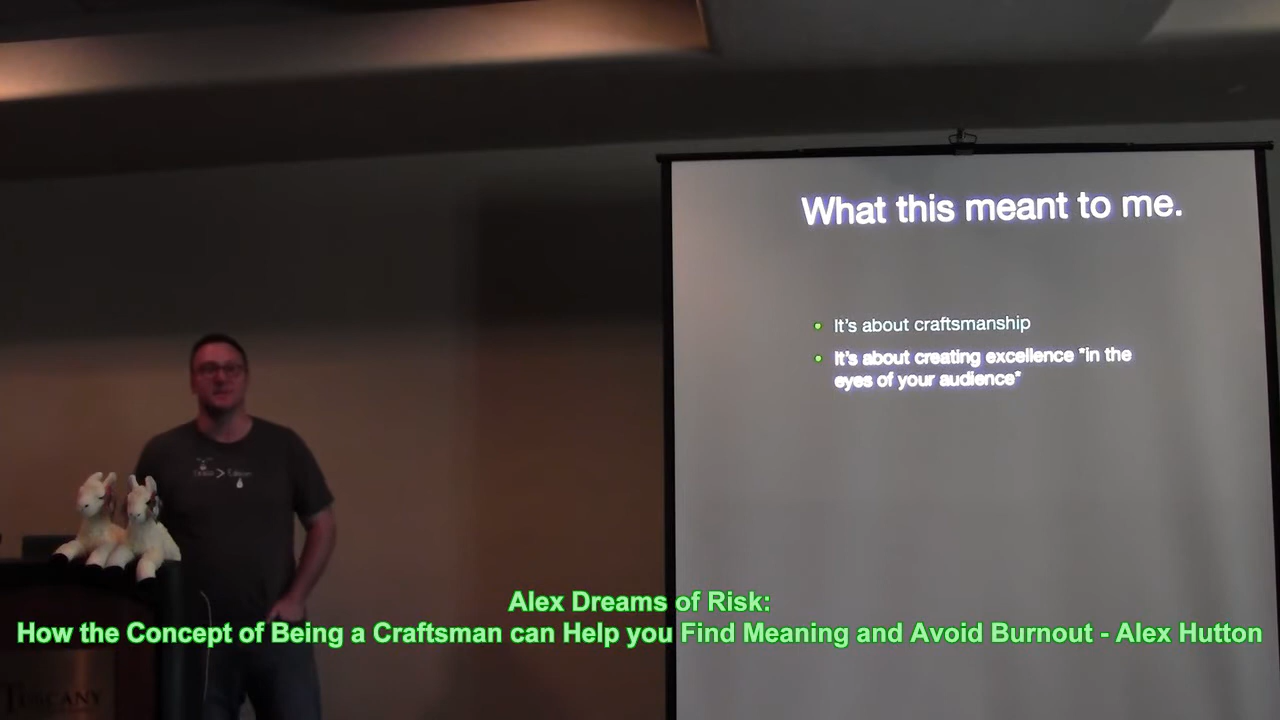 What this meant to me.
• It's about craftsmanship
• It's about creating excellence *in the
eyes of your audience*
Alex Dreams of Risk:
How the Concept of Being a Craftsman can Help you Find Meaning and Avoid Burnout - Alex Hutton
TUSCANY